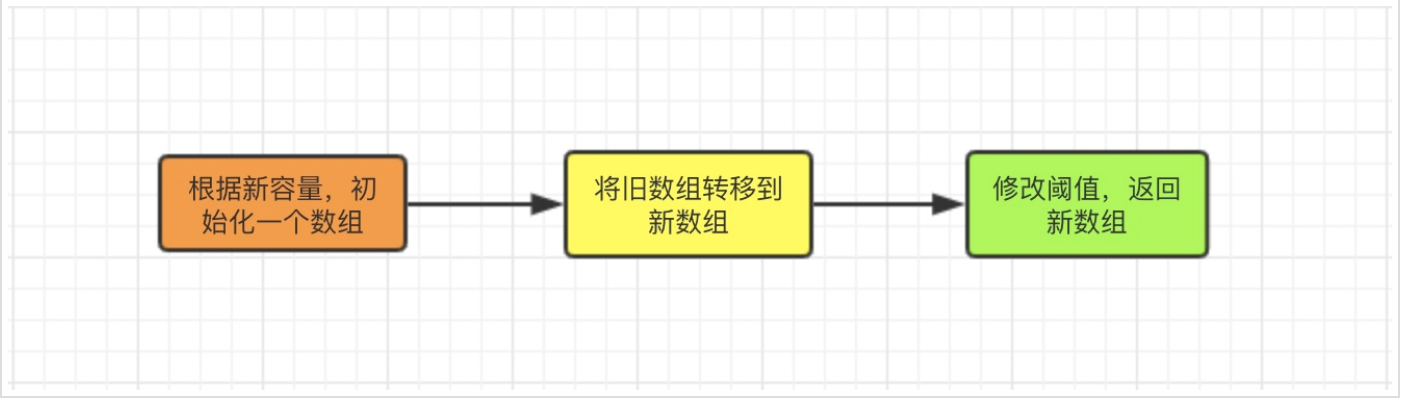 根据新容量，初
始化一个数组
将旧数组转移到
新数组
修改阈值，返回
新数组